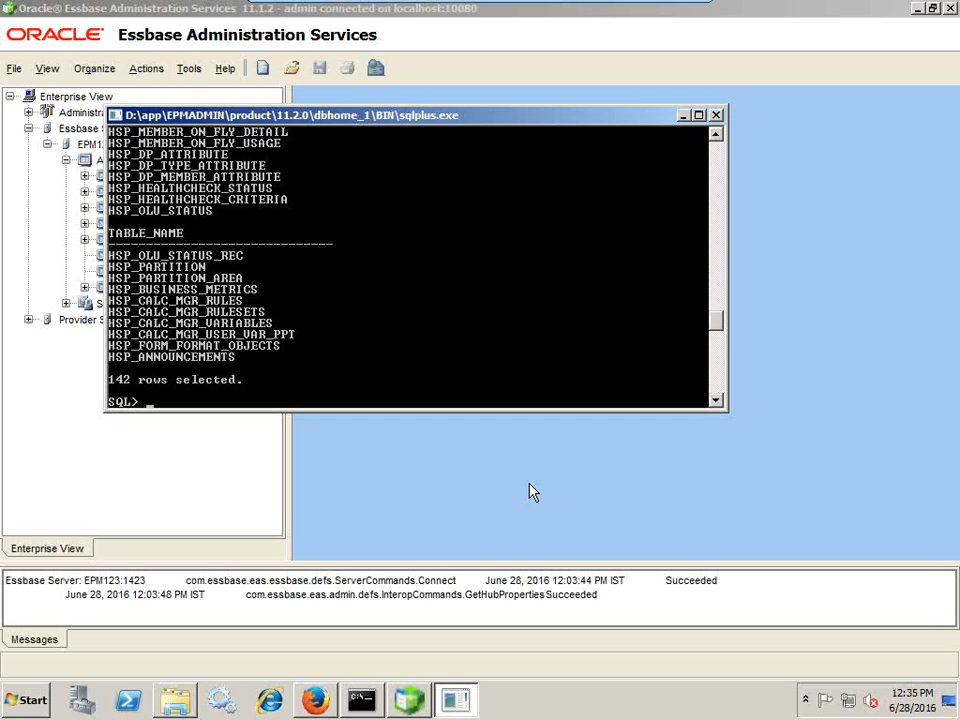 Oracle® Essbase Administration Services 11.1.2 - admin connected on localhost:10080
ORACLE® Essbase Administration Services
File View Organize Actions Tools Help
Enterprise View
Administra
Essbase S
EPM1
A
S
Provider S
D:\app\EPMADMIN\product\11.2.0\dbhome_1\BIN\sqlplus.exe
HSP_MEMBER_ON_FLY_DETAIL
HSP_MEMBER_ON_FLY_USAGE
HSP_DP_ATTRIBUTE
HSP_DP_TYPE_ATTRIBUTE
HSP_DP_MEMBER_ATTRIBUTE
HSP_HEALTHCHECK_STATUS
HSP_HEALTHCHECK_CRITERIA
HSP_OLU_STATUS
TABLE_NAME
------------------------------
HSP_OLU_STATUS_REC
HSP_PARTITION
HSP_PARTITION_AREA
HSP_BUSINESS_METRICS
HSP_CALC_MGR_RULES
HSP_CALC_MGR_RULESETS
HSP_CALC_MGR_VARIABLES
HSP_CALC_MGR_USER_VAR_PPT
HSP_FORM_FORMAT_OBJECTS
HSP_ANNOUNCEMENTS
142 rows selected.
SQL> _
Enterprise View
Essbase Server: EPM123:1423 com.essbase.eas.essbase.defs.ServerCommands.Connect June 28, 2016 12:03:44 PM IST Succeeded
June 28, 2016 12:03:48 PM IST com.essbase.eas.admin.defs.InteropCommands.GetHubProperties Succeeded
Messages
Start
12:35 PM
6/28/2016